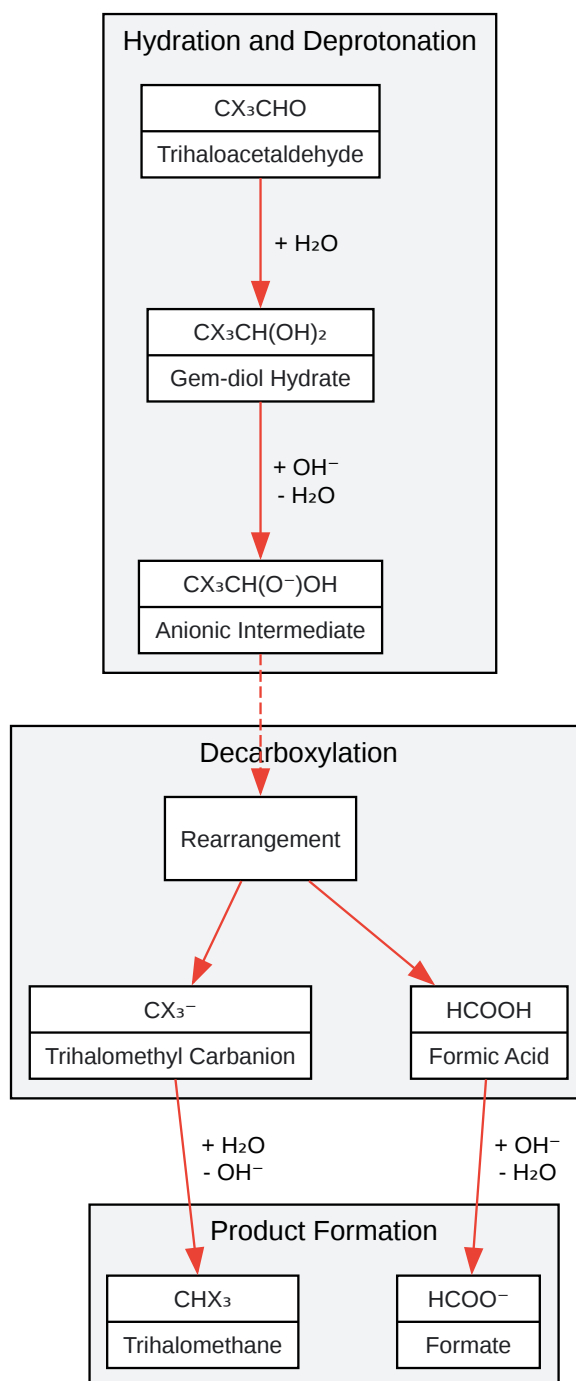 Hydration and Deprotonation
CX₃CHO
Trihaloacetaldehyde
+ H₂O
CX₃CH(OH)₂
Gem-diol Hydrate
+ OH⁻
- H₂O
CX₃CH(O⁻)OH
Anionic Intermediate
Decarboxylation
Rearrangement
CX₃⁻
Trihalomethyl Carbanion
HCOOH
Formic Acid
+ H₂O
- OH⁻
+ OH⁻
- H₂O
Product Formation
CHX₃
Trihalomethane
HCOO⁻
Formate